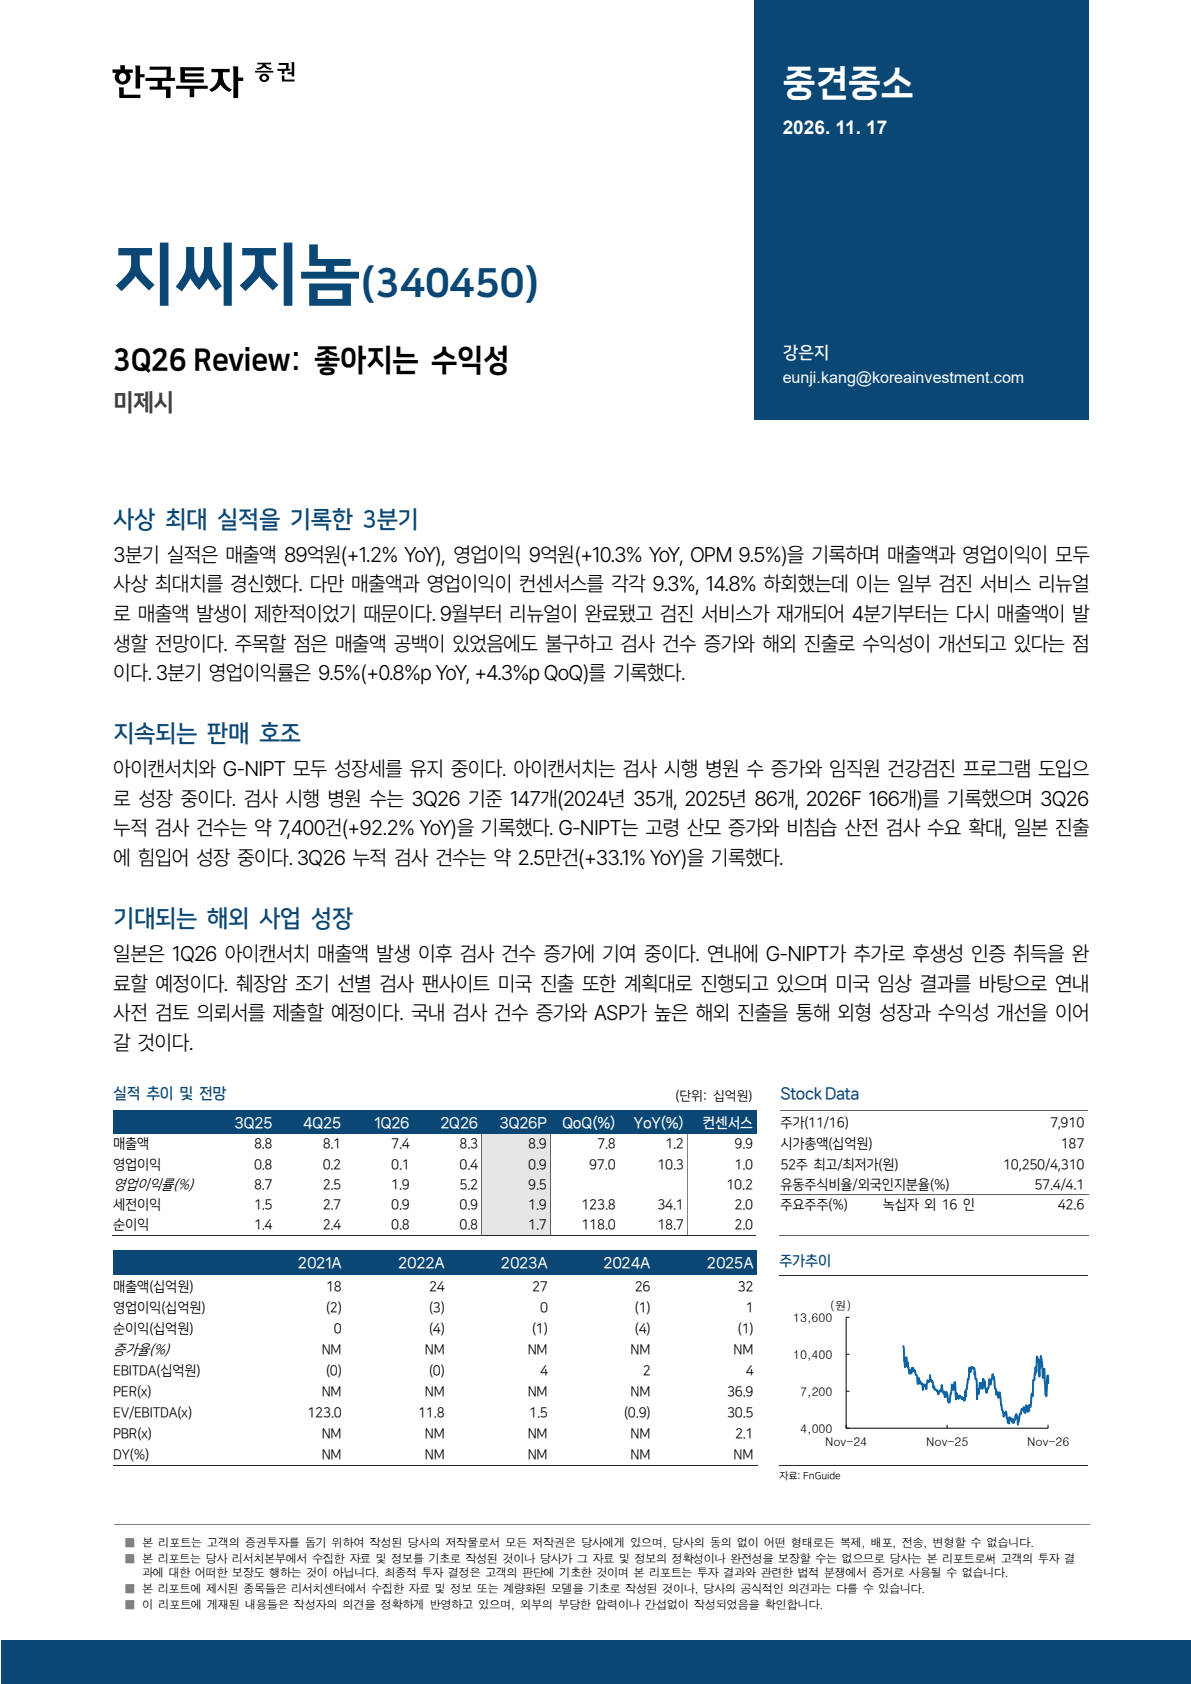 한국투자 증권
중견중소
2026. 11. 17
지씨지놈(340450)
3Q26 Review: 좋아지는 수익성
미제시
강은지
eunji.kang@koreainvestment.com
사상 최대 실적을 기록한 3분기
3분기 실적은 매출액 89억원(+1.2% YoY), 영업이익 9억원(+10.3% YoY, OPM 9.5%)을 기록하며 매출액과 영업이익이 모두
사상 최대치를 경신했다. 다만 매출액과 영업이익이 컨센서스를 각각 9.3%, 14.8% 하회했는데 이는 일부 검진 서비스 리뉴얼
로 매출액 발생이 제한적이었기 때문이다. 9월부터 리뉴얼이 완료됐고 검진 서비스가 재개되어 4분기부터는 다시 매출액이 발
생할 전망이다. 주목할 점은 매출액 공백이 있었음에도 불구하고 검사 건수 증가와 해외 진출로 수익성이 개선되고 있다는 점
이다. 3분기 영업이익률은 9.5%(+0.8%p YoY, +4.3%p QoQ)를 기록했다.
지속되는 판매 호조
아이캔서치와 G-NIPT 모두 성장세를 유지 중이다. 아이캔서치는 검사 시행 병원 수 증가와 임직원 건강검진 프로그램 도입으
로 성장 중이다. 검사 시행 병원 수는 3Q26 기준 147개(2024년 35개, 2025년 86개, 2026F 166개)를 기록했으며 3Q26
누적 검사 건수는 약 7,400건(+92.2% YoY)을 기록했다. G-NIPT는 고령 산모 증가와 비침습 산전 검사 수요 확대, 일본 진출
에 힘입어 성장 중이다. 3Q26 누적 검사 건수는 약 2.5만건(+33.1% YoY)을 기록했다.
기대되는 해외 사업 성장
일본은 1Q26 아이캔서치 매출액 발생 이후 검사 건수 증가에 기여 중이다. 연내에 G-NIPT가 추가로 후생성 인증 취득을 완
료할 예정이다. 췌장암 조기 선별 검사 팬사이트 미국 진출 또한 계획대로 진행되고 있으며 미국 임상 결과를 바탕으로 연내
사전 검토 의뢰서를 제출할 예정이다. 국내 검사 건수 증가와 ASP가 높은 해외 진출을 통해 외형 성장과 수익성 개선을 이어
갈 것이다.
실적 추이 및 전망 (단위: 십억원)
3Q25 4Q25 1Q26 2Q26 3Q26P QoQ(%) YoY(%) 컨센서스
매출액 8.8 8.1 7.4 8.3 8.9 7.8 1.2 9.9
영업이익 0.8 0.2 0.1 0.4 0.9 97.0 10.3 1.0
영업이익률(%) 8.7 2.5 1.9 5.2 9.5 10.2
세전이익 1.5 2.7 0.9 0.9 1.9 123.8 34.1 2.0
순이익 1.4 2.4 0.8 0.8 1.7 118.0 18.7 2.0
2021A 2022A 2023A 2024A 2025A
매출액(십억원) 18 24 27 26 32
영업이익(십억원) (2) (3) 0 (1) 1
순이익(십억원) 0 (4) (1) (4) (1)
증가율(%) NM NM NM NM NM
EBITDA(십억원) (0) (0) 4 2 4
PER(x) NM NM NM NM 36.9
EV/EBITDA(x) 123.0 11.8 1.5 (0.9) 30.5
PBR(x) NM NM NM NM 2.1
DY(%) NM NM NM NM NM
Stock Data
주가(11/16) 7,910
시가총액(십억원) 187
52주 최고/최저가(원) 10,250/4,310
유동주식비율/외국인지분율(%) 57.4/4.1
주요주주(%) 녹십자 외 16 인 42.6
주가추이
(원)
13,600
10,400
7,200
4,000
Nov-24 Nov-25 Nov-26
자료: FnGuide
■ 본 리포트는 고객의 증권투자를 돕기 위하여 작성된 당사의 저작물로서 모든 저작권은 당사에게 있으며, 당사의 동의 없이 어떤 형태로든 복제, 배포, 전송, 변형할 수 없습니다.
■ 본 리포트는 당사 리서치본부에서 수집한 자료 및 정보를 기초로 작성된 것이나 당사가 그 자료 및 정보의 정확성이나 완전성을 보장할 수는 없으므로 당사는 본 리포트로써 고객의 투자 결
과에 대한 어떠한 보장도 행하는 것이 아닙니다. 최종적 투자 결정은 고객의 판단에 기초한 것이며 본 리포트는 투자 결과와 관련한 법적 분쟁에서 증거로 사용될 수 없습니다.
■ 본 리포트에 제시된 종목들은 리서치센터에서 수집한 자료 및 정보 또는 계량화된 모델을 기초로 작성된 것이나, 당사의 공식적인 의견과는 다를 수 있습니다.
■ 이 리포트에 게재된 내용들은 작성자의 의견을 정확하게 반영하고 있으며, 외부의 부당한 압력이나 간섭없이 작성되었음을 확인합니다.